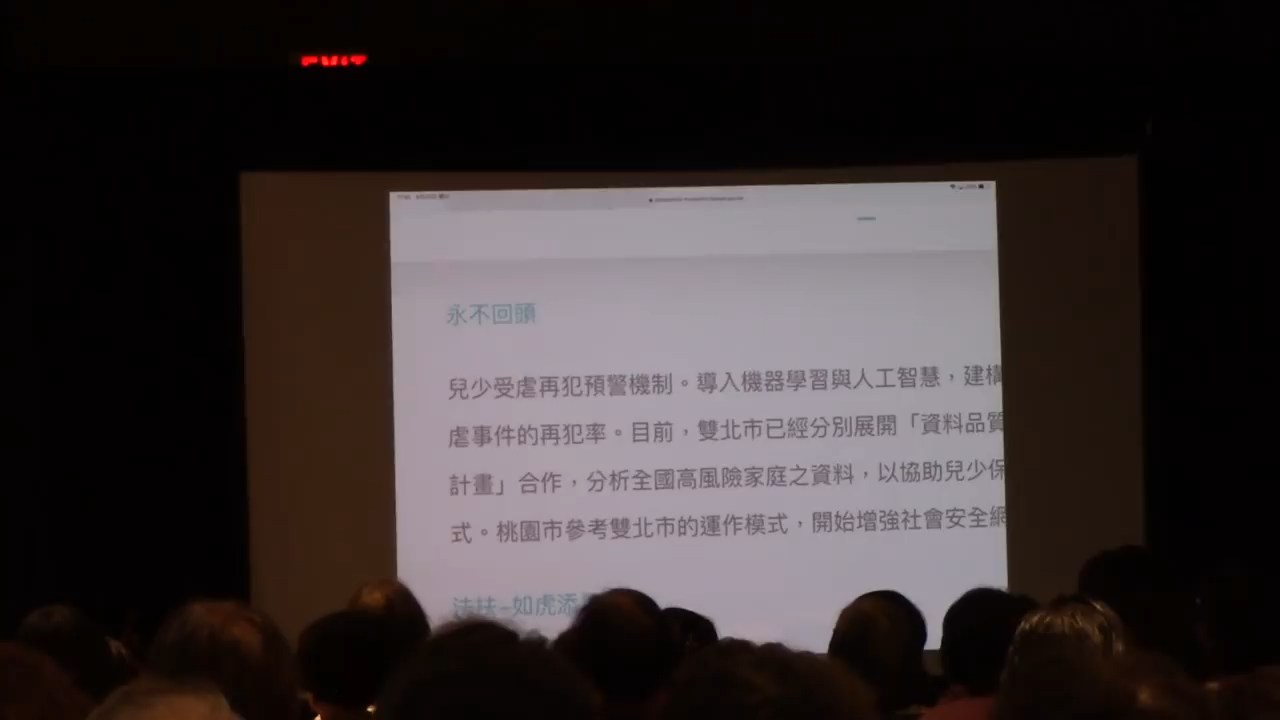 EXIT
永不回頭
兒少受虐再犯預警機制。導入機器學習與人工智慧，建構
虐事件的再犯率。目前，雙北市已經分別展開「資料品質
計畫」合作，分析全國高風險家庭之資料，以協助兒少保
式。桃園市參考雙北市的運作模式，開始增強社會安全網
如虎添